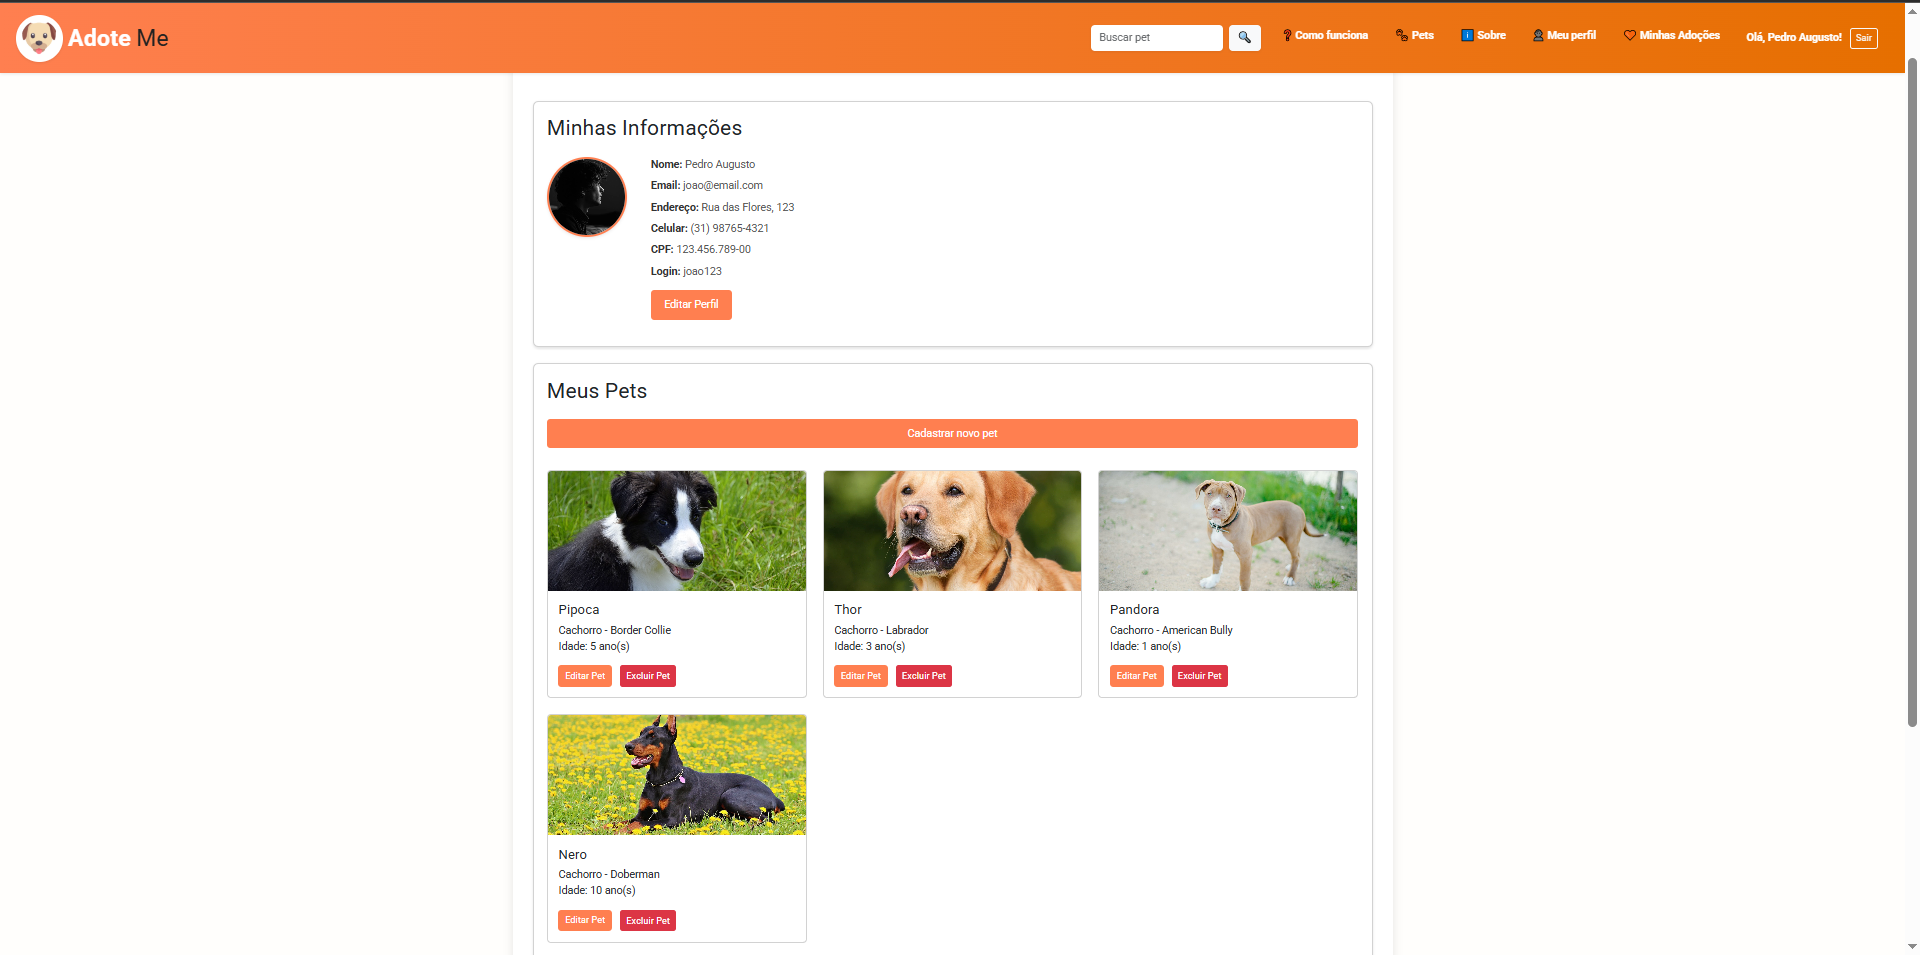 Adote Me
Buscar pet
Como funciona
Pets
Sobre
Meu perfil
Minhas Adoções
Olá, Pedro Augusto!
Sair
Minhas Informações
Nome: Pedro Augusto
Email: joao@email.com
Endereço: Rua das Flores, 123
Celular: (31) 98765-4321
CPF: 123.456.789-00
Login: joao123
Editar Perfil
Meus Pets
Cadastrar novo pet
Pipoca
Cachorro - Border Collie
Idade: 5 ano(s)
Editar Pet
Excluir Pet
Thor
Cachorro - Labrador
Idade: 3 ano(s)
Editar Pet
Excluir Pet
Pandora
Cachorro - American Bully
Idade: 1 ano(s)
Editar Pet
Excluir Pet
Nero
Cachorro - Doberman
Idade: 10 ano(s)
Editar Pet
Excluir Pet